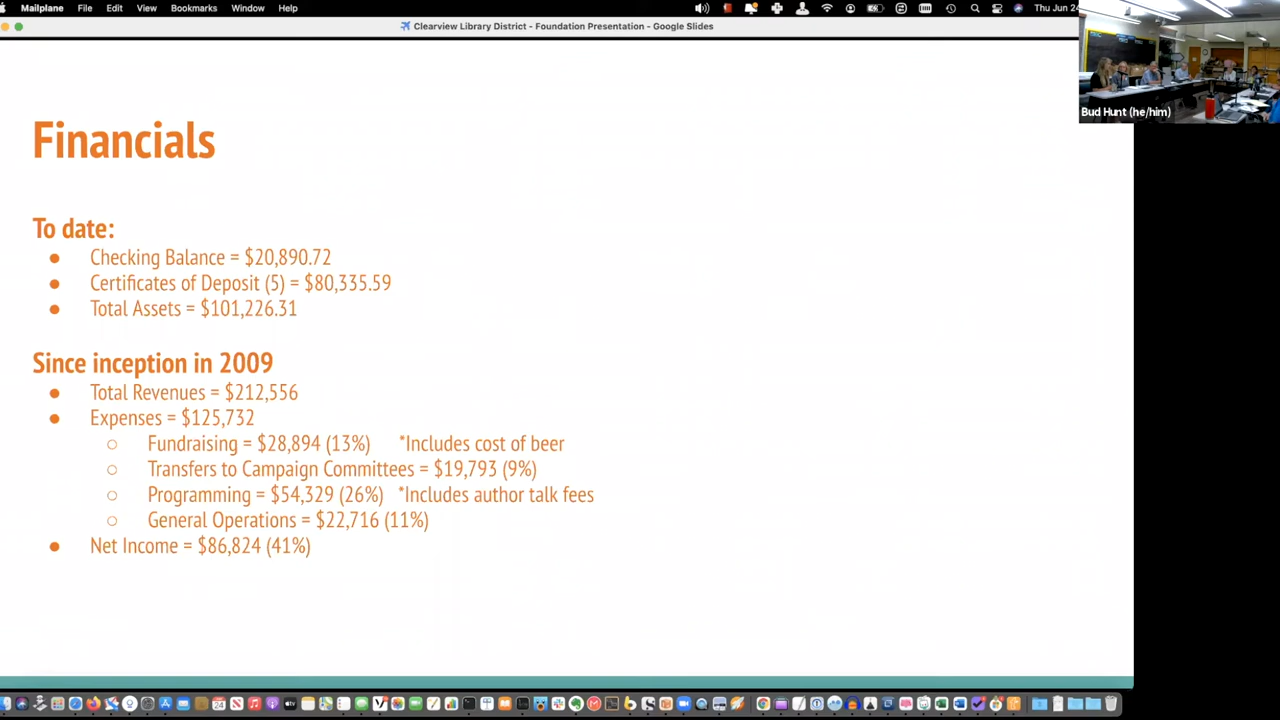 Mailplane File Edit View Bookmarks Window Help Thu Jun 24
Clearview Library District - Foundation Presentation - Google Slides
Bud Hunt (he/him)
Financials
To date:
● Checking Balance = $20,890.72
● Certificates of Deposit (5) = $80,335.59
● Total Assets = $101,226.31
Since inception in 2009
● Total Revenues = $212,556
● Expenses = $125,732
○ Fundraising = $28,894 (13%) *Includes cost of beer
○ Transfers to Campaign Committees = $19,793 (9%)
○ Programming = $54,329 (26%) *Includes author talk fees
○ General Operations = $22,716 (11%)
● Net Income = $86,824 (41%)